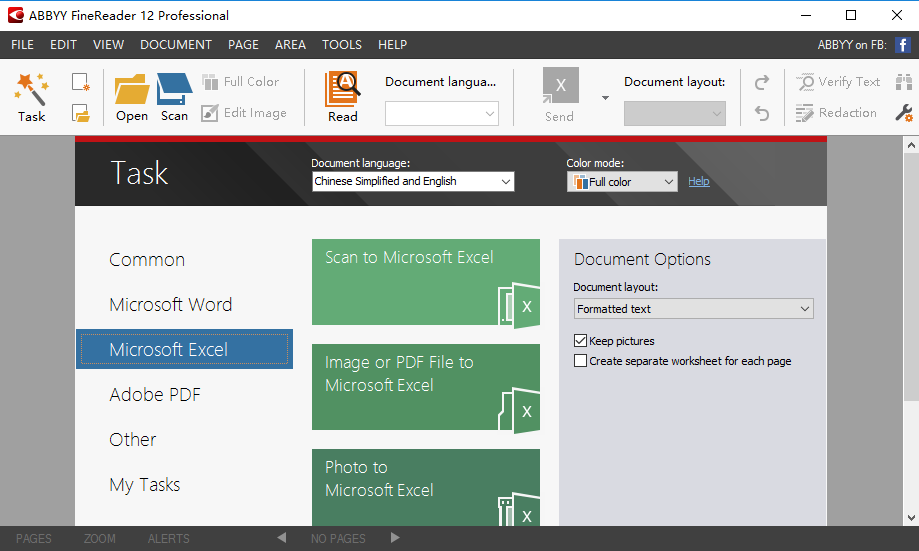 ABBYY FineReader 12 Professional
FILE EDIT VIEW DOCUMENT PAGE AREA TOOLS HELP ABBYY on FB: f
Task
Open
Scan
Full Color
Edit Image
Read
Document langua...
X
Send
Document layout:
Verify Text
Redaction
Task
Document language:
Chinese Simplified and English
Color mode:
Full color
Help
Common
Microsoft Word
Microsoft Excel
Adobe PDF
Other
My Tasks
Scan to Microsoft Excel
X
Image or PDF File to
Microsoft Excel
X
Photo to
Microsoft Excel
X
Document Options
Document layout:
Formatted text
Keep pictures
Create separate worksheet for each page
PAGES ZOOM ALERTS NO PAGES